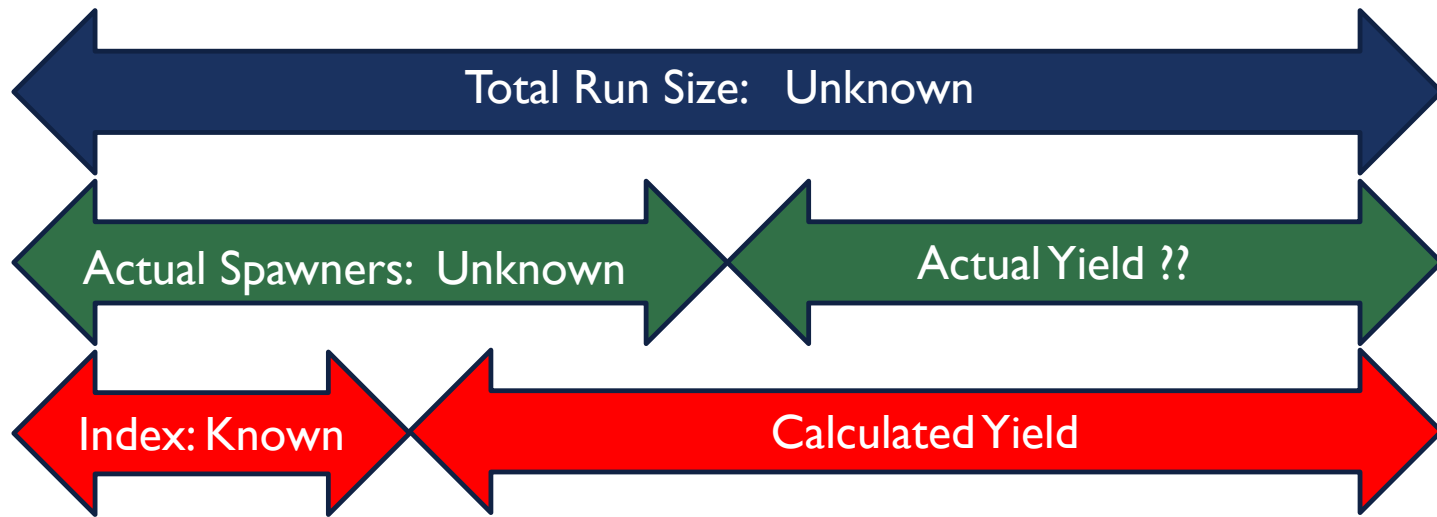 Total Run Size: Unknown
Actual Spawners: Unknown
Actual Yield ??
Index: Known
Calculated Yield